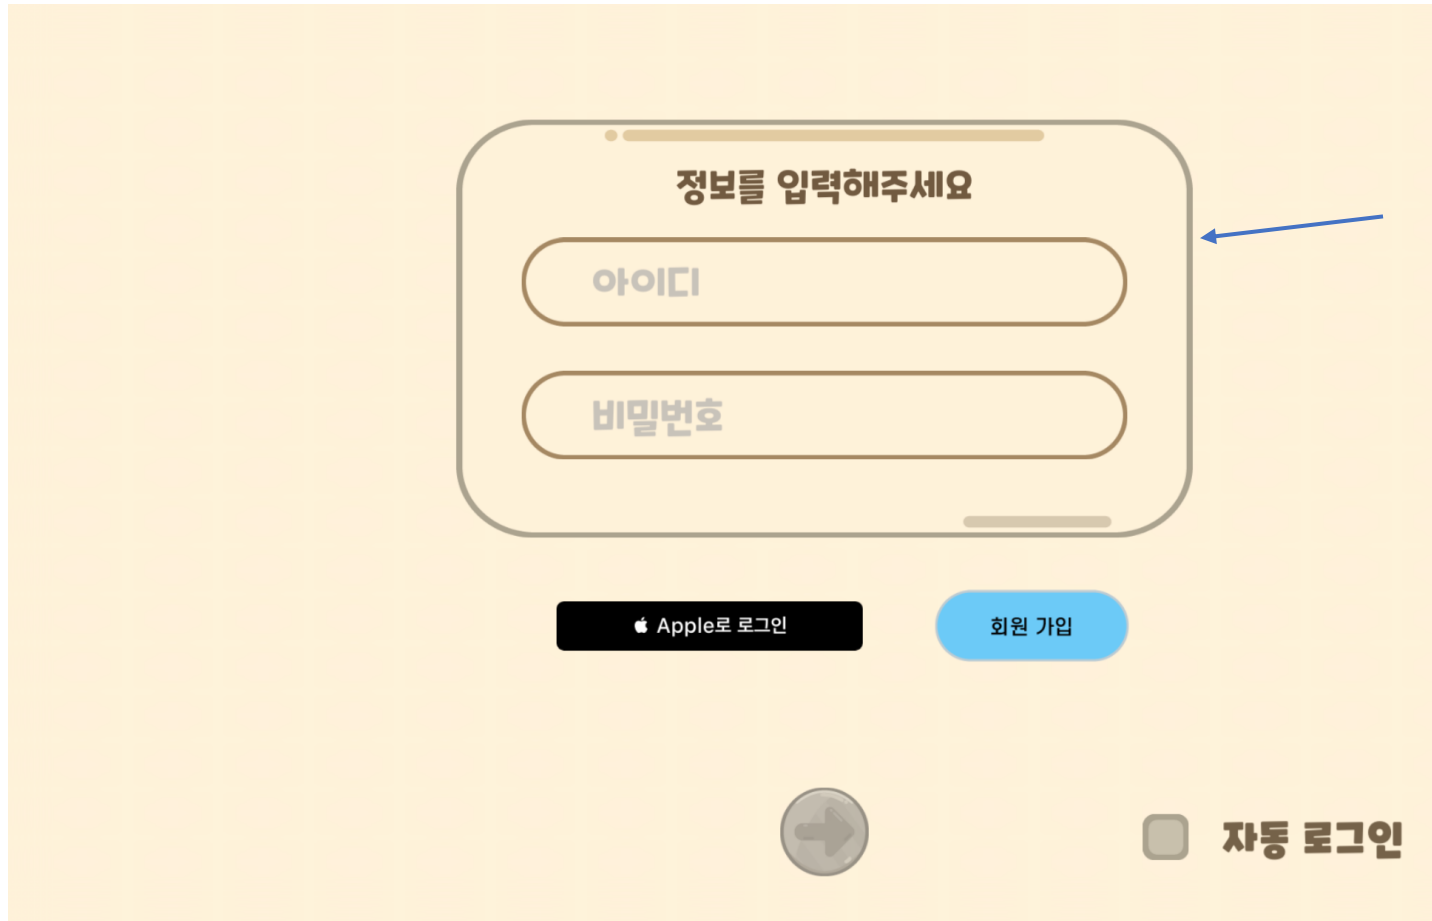 정보를 입력해주세요
아이디
비밀번호
Apple로 로그인
회원 가입
자동 로그인